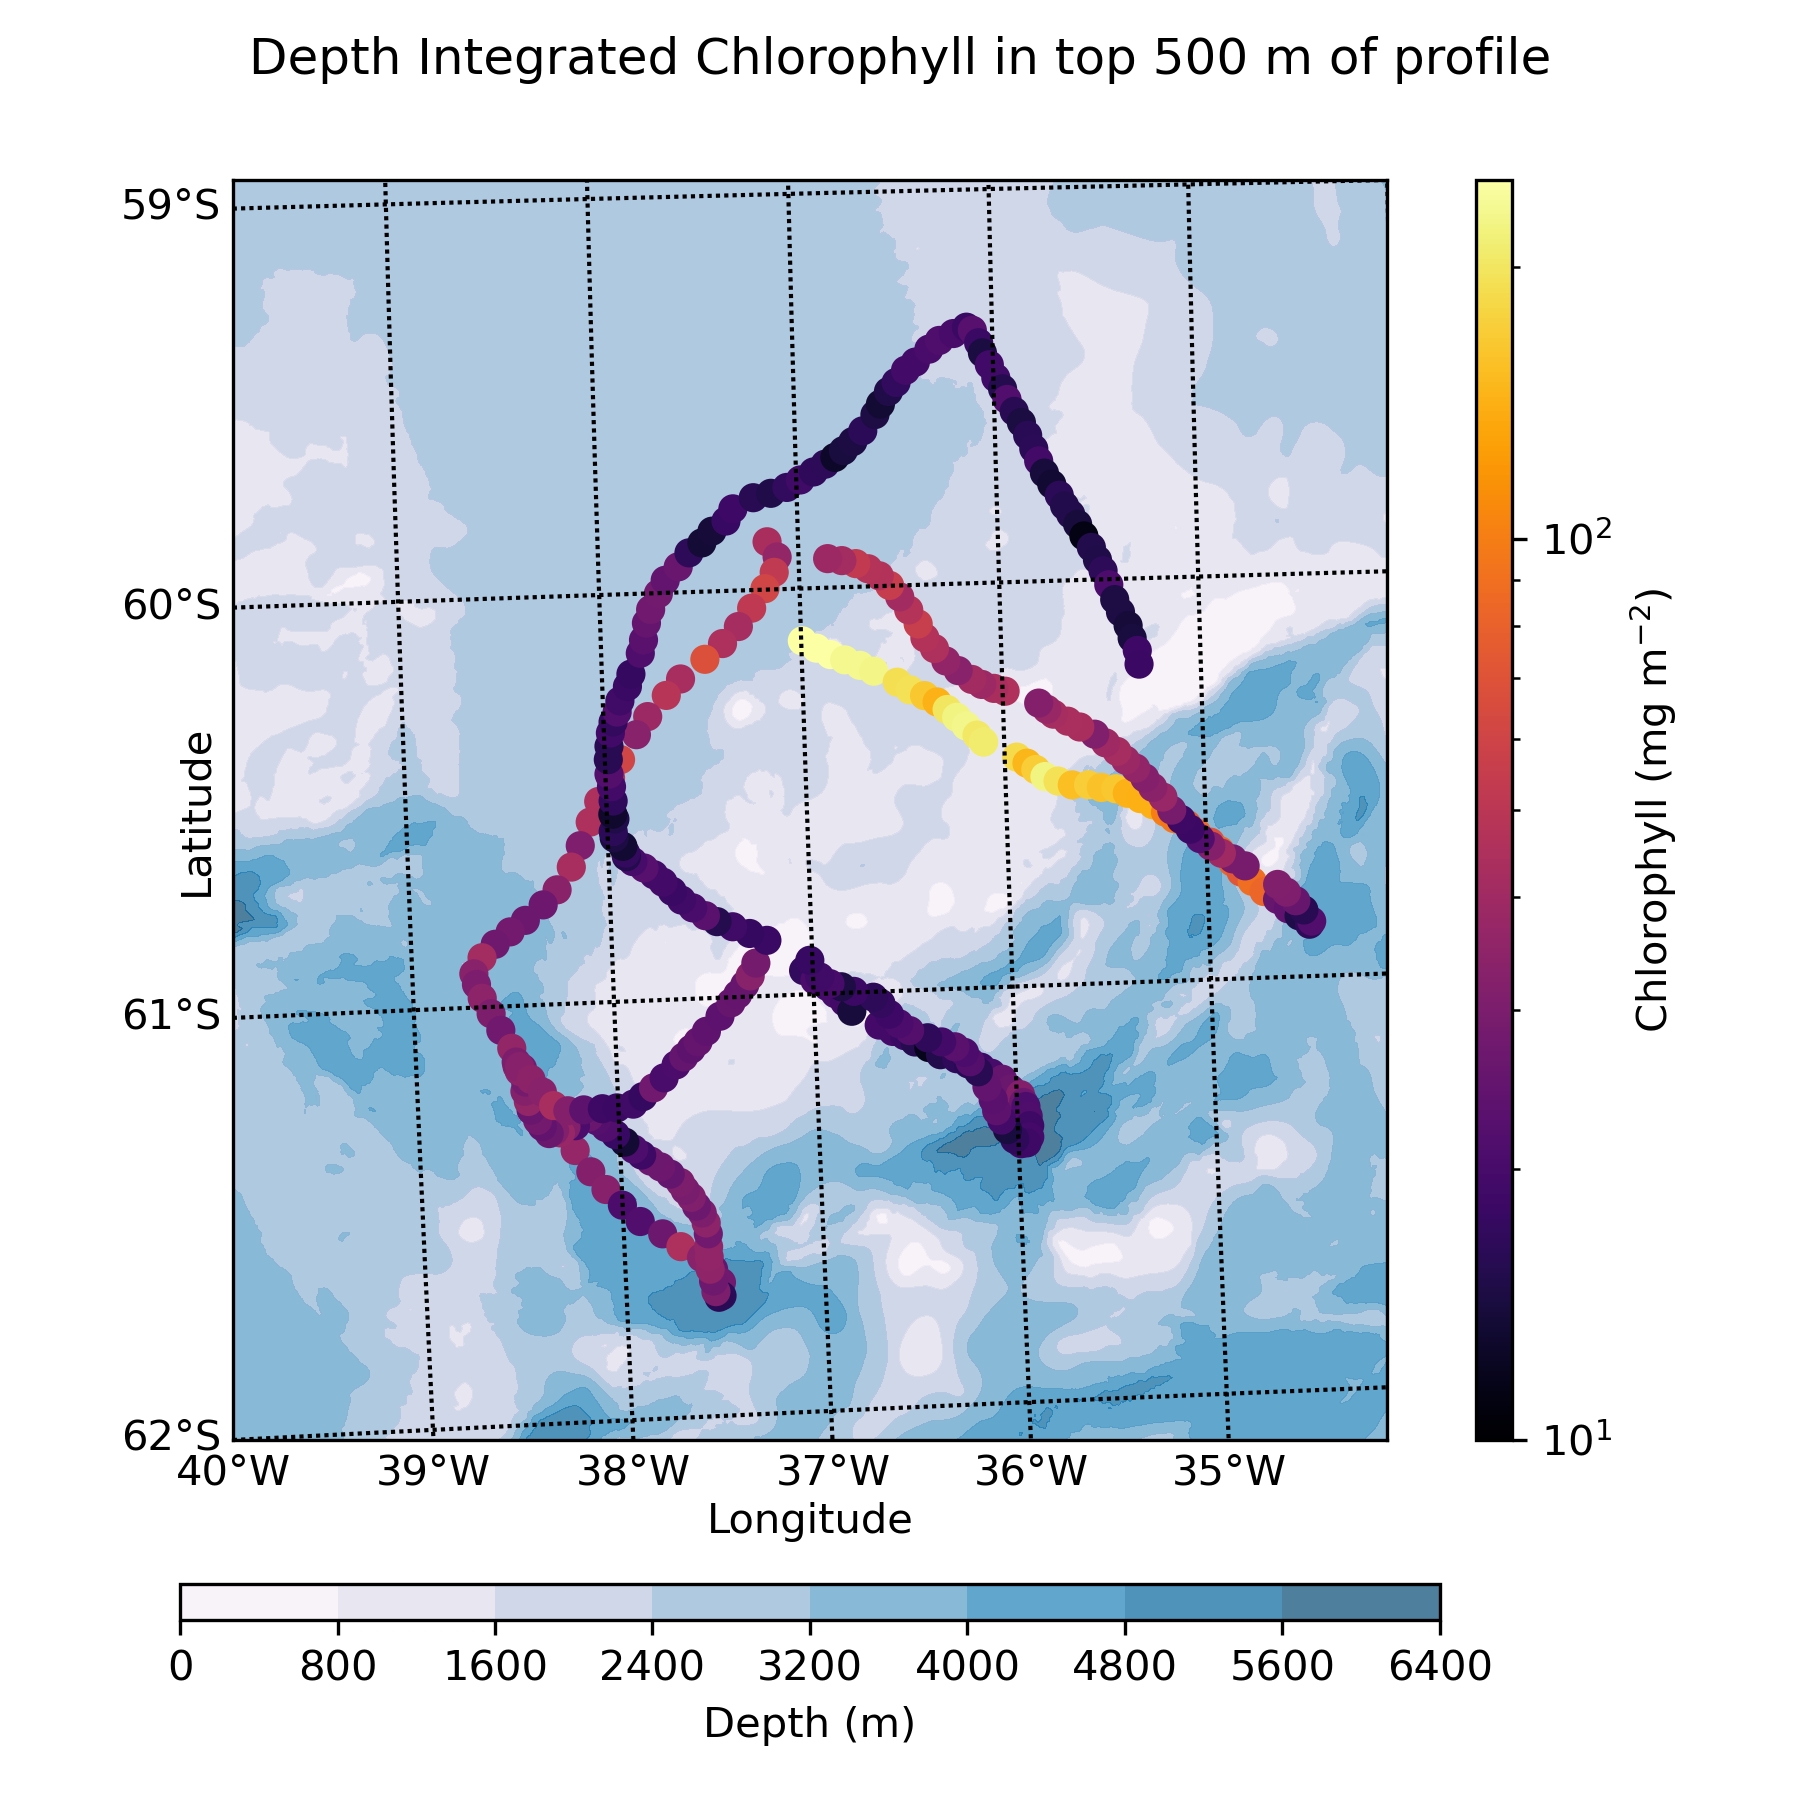 Depth Integrated Chlorophyll in top 500 m of profile
59°S
60°S
61°S
62°S
Latitude
40°W 39°W 38°W 37°W 36°W 35°W
Longitude
10²
10¹
Chlorophyll (mg m⁻²)
0 800 1600 2400 3200 4000 4800 5600 6400
Depth (m)